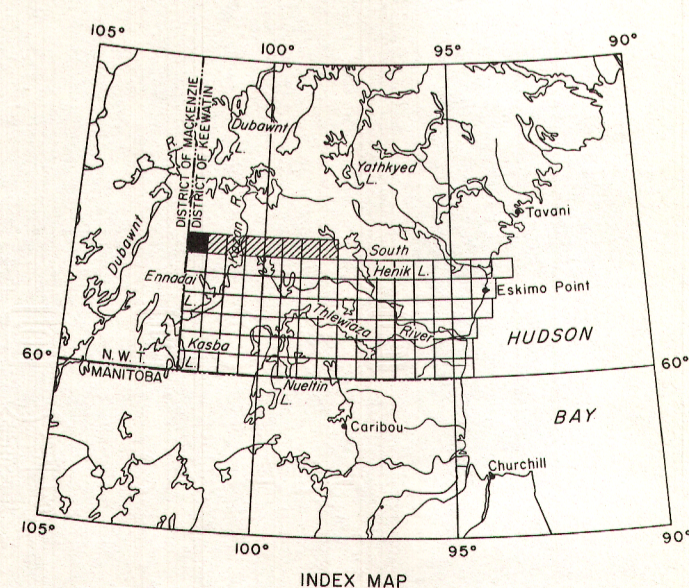 105°
100°
95°
90°
DISTRICT OF MACKENZIE
DISTRICT OF KEEWATIN
Dubawnt
L.
R.
Yathkyed
L.
Kazan
R.
Tavani
Dubawnt
South
Henik L.
Ennadai
L.
Eskimo Point
Thlewiaza
River
HUDSON
Kasba
L.
60°
N.W.T.
MANITOBA
60°
Nueltin
L.
BAY
Caribou
Churchill
105°
100°
95°
90°
INDEX MAP